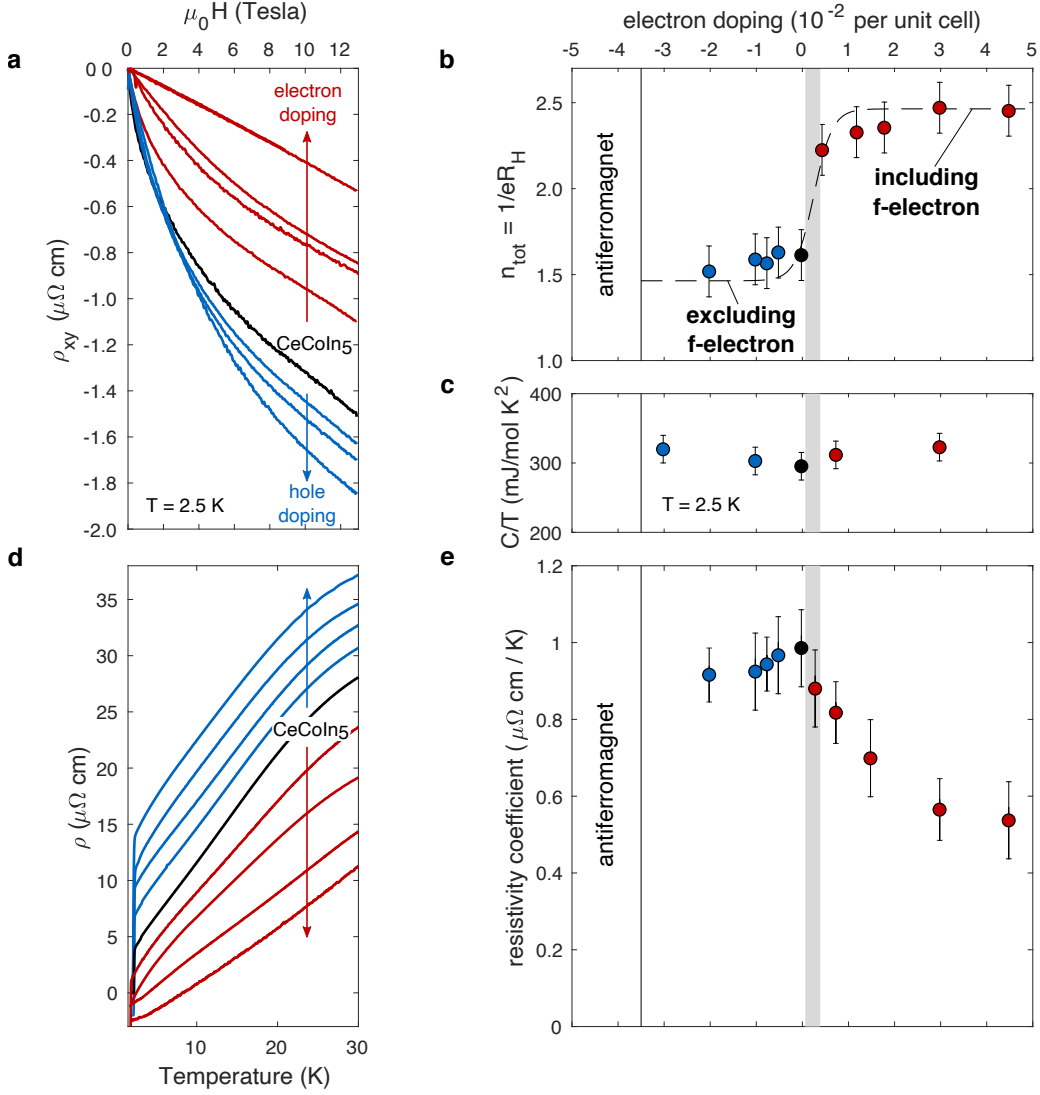 a
μ0H (Tesla)
0 2 4 6 8 10 12
0 0
-0.2
-0.4
-0.6
-0.8
-1.0
-1.2
-1.4
-1.6
-1.8
-2.0
ρxy (μΩ cm)
electron
doping
CeCoIn5
hole
doping
T = 2.5 K
b
electron doping (10-2 per unit cell)
-5 -4 -3 -2 -1 0 1 2 3 4 5
2.5
2.0
1.5
1.0
ntot = 1/eRH
antiferromagnet
including
f-electron
excluding
f-electron
c
400
300
200
C/T (mJ/mol K2)
T = 2.5 K
d
35
30
25
20
15
10
5
0
ρ (μΩ cm)
CeCoIn5
10 20 30
Temperature (K)
e
1.2
1
0.8
0.6
0.4
0.2
0
resistivity coefficient ( μΩ cm / K)
antiferromagnet